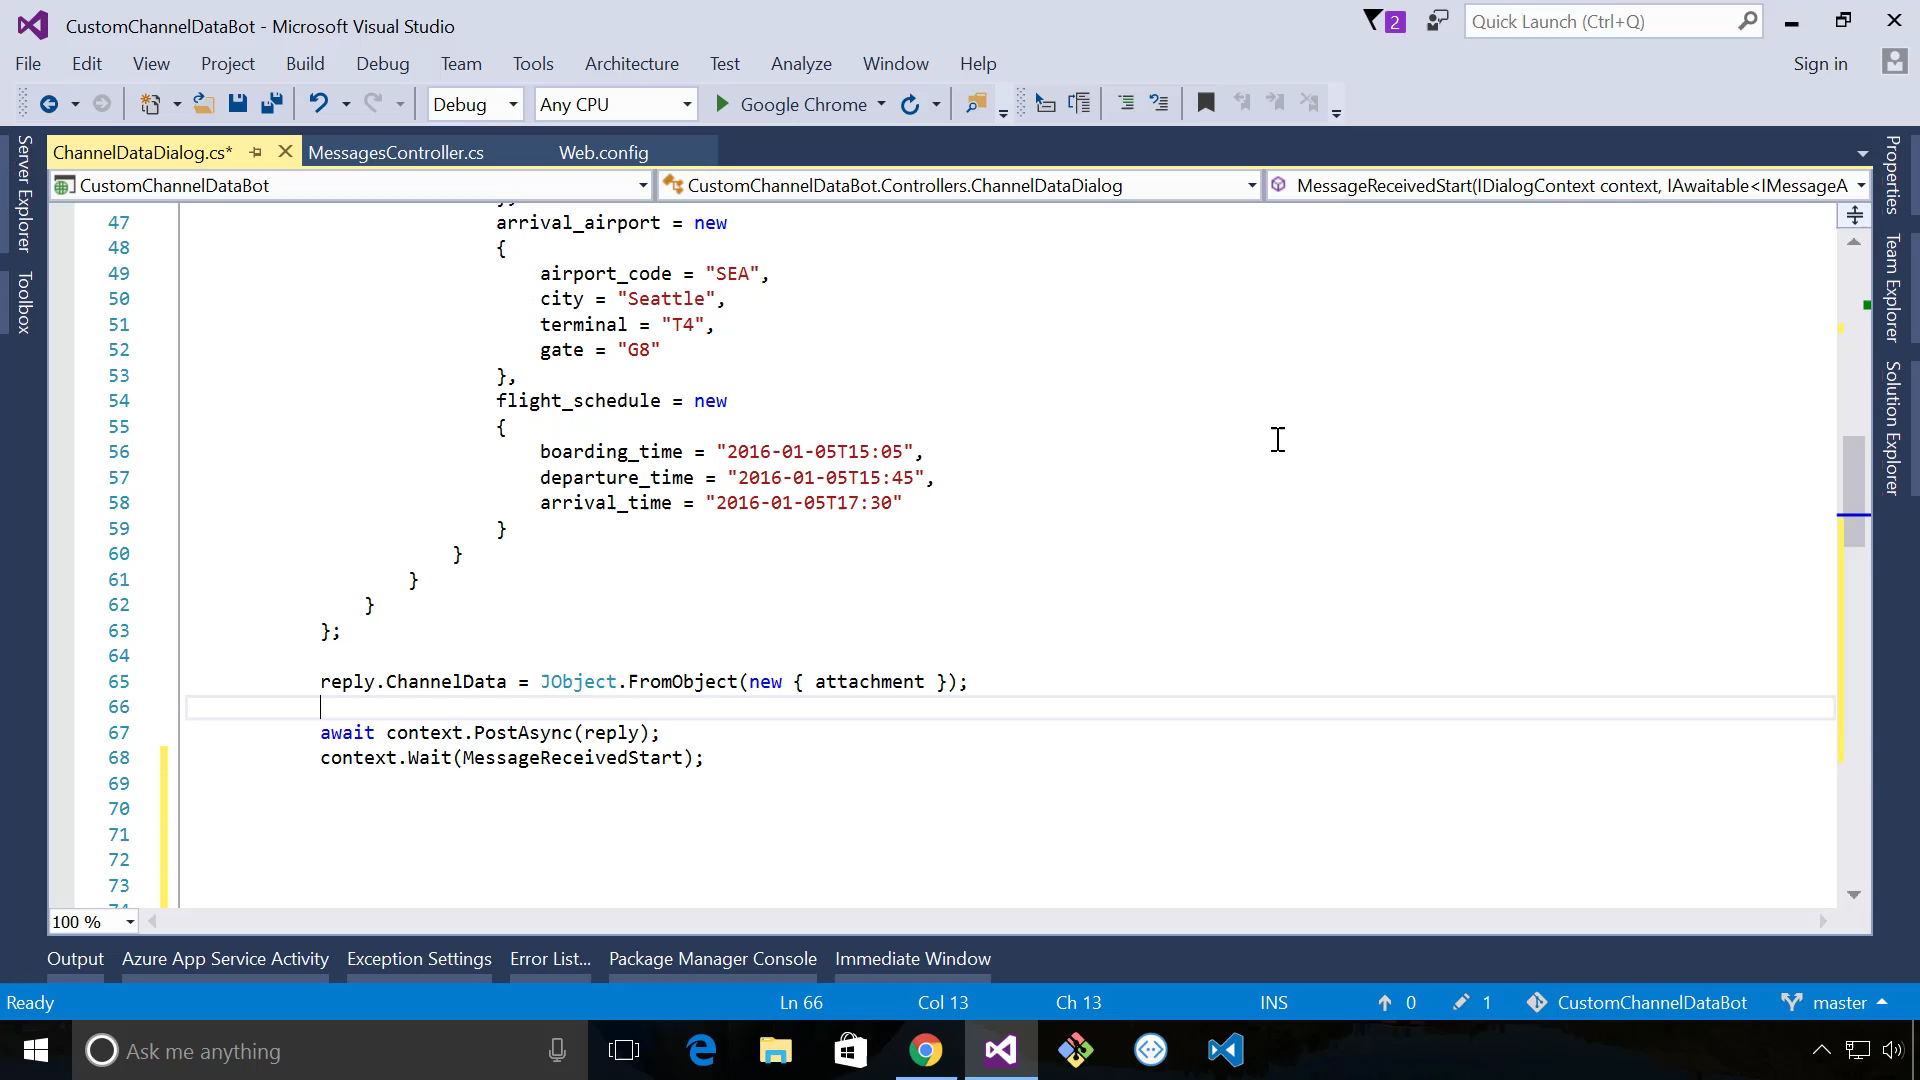 CustomChannelDataBot - Microsoft Visual Studio
2
Quick Launch (Ctrl+Q)
File Edit View Project Build Debug Team Tools Architecture Test Analyze Window Help
Sign in
Debug Any CPU Google Chrome
ChannelDataDialog.cs* MessagesController.cs Web.config
CustomChannelDataBot
CustomChannelDataBot.Controllers.ChannelDataDialog
MessageReceivedStart(IDialogContext context, IAwaitable<IMessageA
Server Explorer
Toolbox
Properties
Team Explorer
Solution Explorer
47 arrival_airport = new
48 {
49 airport_code = "SEA",
50 city = "Seattle",
51 terminal = "T4",
52 gate = "G8"
53 },
54 flight_schedule = new
55 {
56 boarding_time = "2016-01-05T15:05",
57 departure_time = "2016-01-05T15:45",
58 arrival_time = "2016-01-05T17:30"
59 }
60 }
61 }
62 }
63 };
64
65 reply.ChannelData = JObject.FromObject(new { attachment });
66
67 await context.PostAsync(reply);
68 context.Wait(MessageReceivedStart);
69
70
71
72
73
100 %
Output Azure App Service Activity Exception Settings Error List... Package Manager Console Immediate Window
Ready Ln 66 Col 13 Ch 13 INS 0 1 CustomChannelDataBot master
Ask me anything